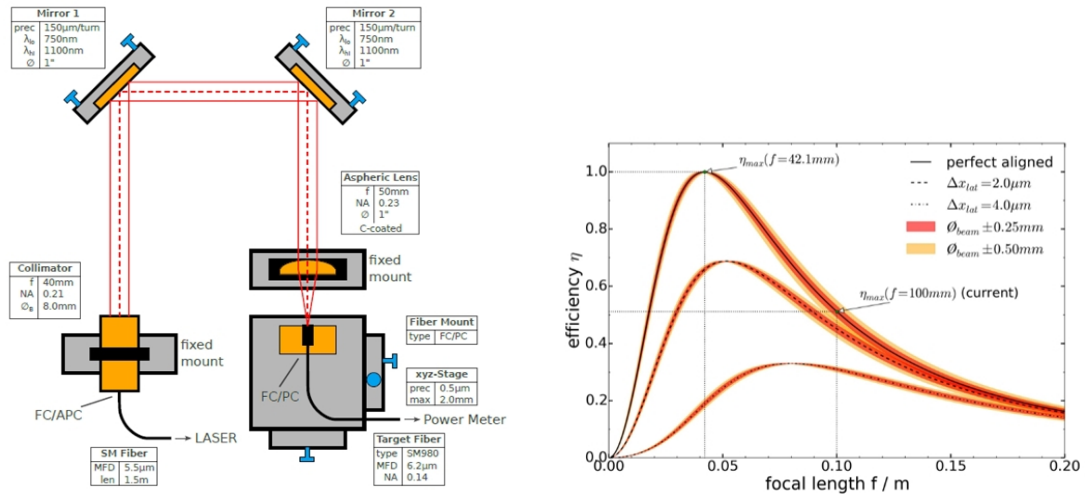 Mirror 1
prec 150µm/turn
λlo 750nm
λhi 1100nm
∅ 1"
Mirror 2
prec 150µm/turn
λlo 750nm
λhi 1100nm
∅ 1"
Aspheric Lens
f 50mm
NA 0.23
∅ 1"
C-coated
fixed
mount
Collimator
f 40mm
NA 0.21
∅B 8.0mm
fixed
mount
Fiber Mount
type FC/PC
FC/PC
xyz-Stage
prec 0.5µm
max 2.0mm
FC/APC
Power Meter
LASER
SM Fiber
MFD 5.5µm
len 1.5m
Target Fiber
type SM980
MFD 6.2µm
NA 0.14
ηmax(f=42.1mm)
perfect aligned
Δxlat=2.0µm
Δxlat=4.0µm
Øbeam±0.25mm
Øbeam±0.50mm
ηmax(f=100mm) (current)
efficiency η
1.0
0.8
0.6
0.4
0.2
0.0
0.00 0.05 0.10 0.15 0.20
focal length f / m